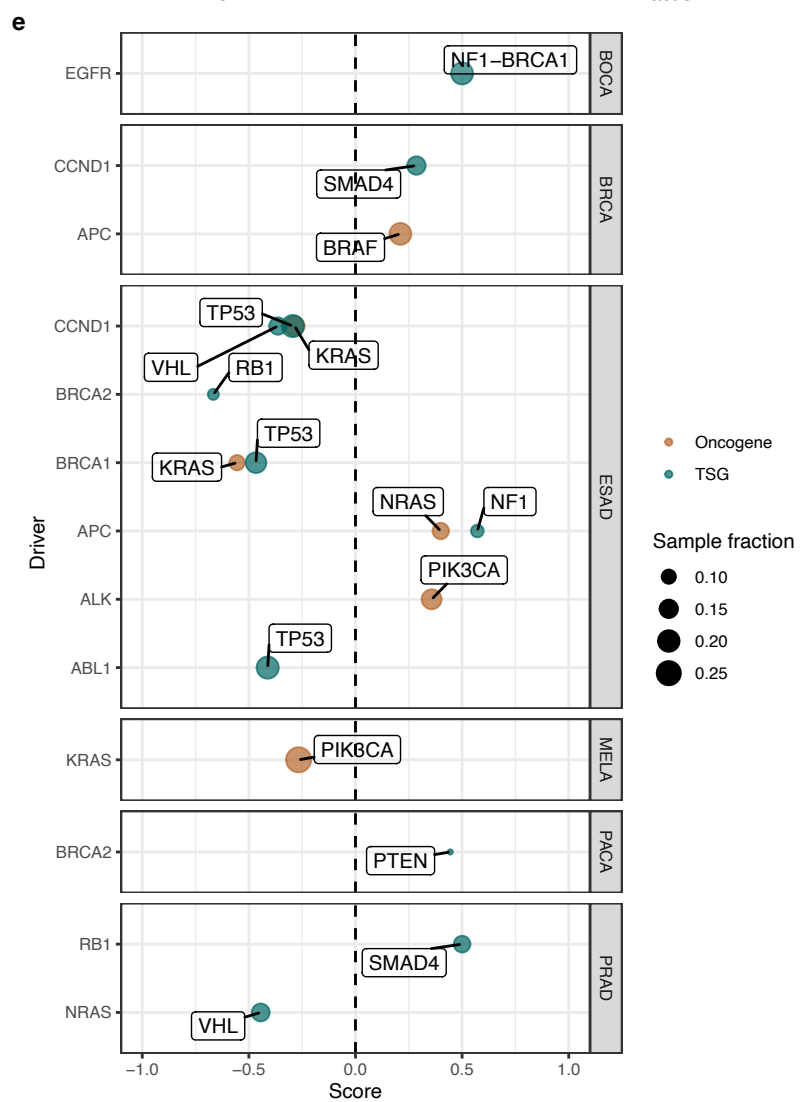 e
NF1−BRCA1
EGFR
BOCA
CCND1
SMAD4
APC
BRAF
BRCA
TP53
CCND1
KRAS
VHL
RB1
BRCA2
TP53
BRCA1
KRAS
NRAS
NF1
APC
PIK3CA
ALK
TP53
ABL1
ESAD
Driver
Oncogene
TSG
Sample fraction
0.10
0.15
0.20
0.25
PIK3CA
KRAS
MELA
BRCA2
PTEN
PACA
RB1
SMAD4
NRAS
VHL
PRAD
−1.0 −0.5 0.0 0.5 1.0
Score